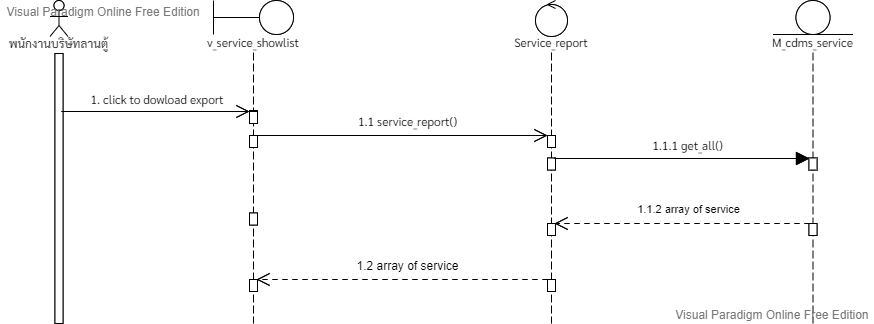 Visual Paradigm Online Free Edition
พนักงานบริษัทลานตู้
v_service_showlist
Service_report
M_cdms_service
1. click to dowload export
1.1 service_report()
1.1.1 get_all()
1.1.2 array of service
1.2 array of service
Visual Paradigm Online Free Edition